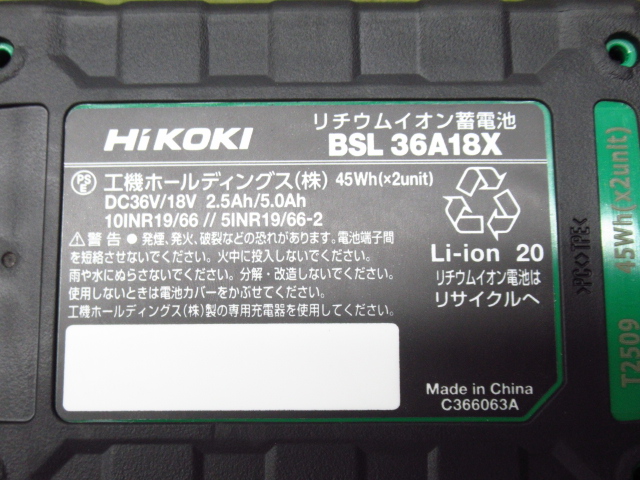 HiKOKI
リチウムイオン蓄電池
BSL 36A18X
PS E 工機ホールディングス(株) 45Wh(×2unit)
DC36V/18V 2.5Ah/5.0Ah
10INR19/66 // 5INR19/66-2
⚠警告 ● 発煙、発火、破裂などの恐れがあります。電池端子間
を短絡させないでください。火中に投入しないでください。
雨や水にぬらさないでください。分解・改造しないでください。
使用しないときは電池カバーをかぶせてください。
工機ホールディングス(株)製の専用充電器を使用してください。
Li-ion 20
リチウムイオン電池は
リサイクルへ
Made in China
C366063A
>PC+TPE<
T2509 45Wh(×2unit)